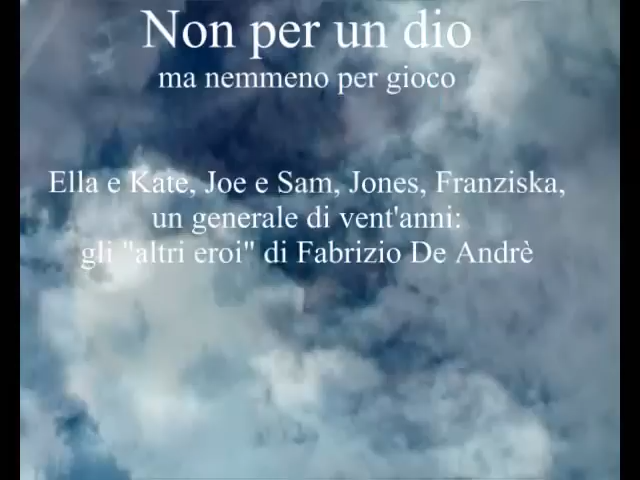 Non per un dio
ma nemmeno per gioco
Ella e Kate, Joe e Sam, Jones, Franziska,
un generale di vent'anni:
gli "altri eroi" di Fabrizio De Andrè